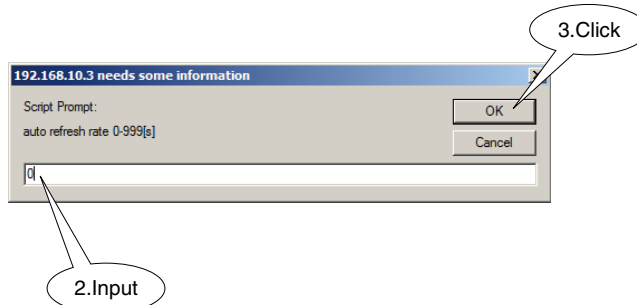 3.Click
192.168.10.3 needs some information
Script Prompt:
OK
auto refresh rate 0-999[s]
Cancel
0
2.Input